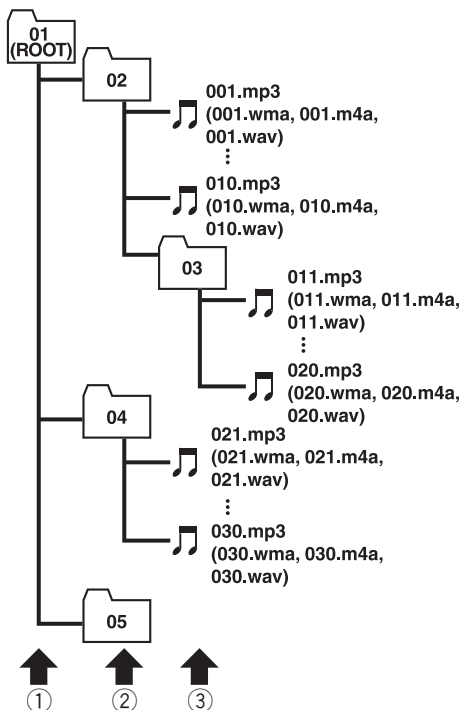 01
(ROOT)
02
001.mp3
(001.wma, 001.m4a,
001.wav)
010.mp3
(010.wma, 010.m4a,
010.wav)
03
011.mp3
(011.wma, 011.m4a,
011.wav)
020.mp3
(020.wma, 020.m4a,
020.wav)
04
021.mp3
(021.wma, 021.m4a,
021.wav)
030.mp3
(030.wma, 030.m4a,
030.wav)
05
① ② ③